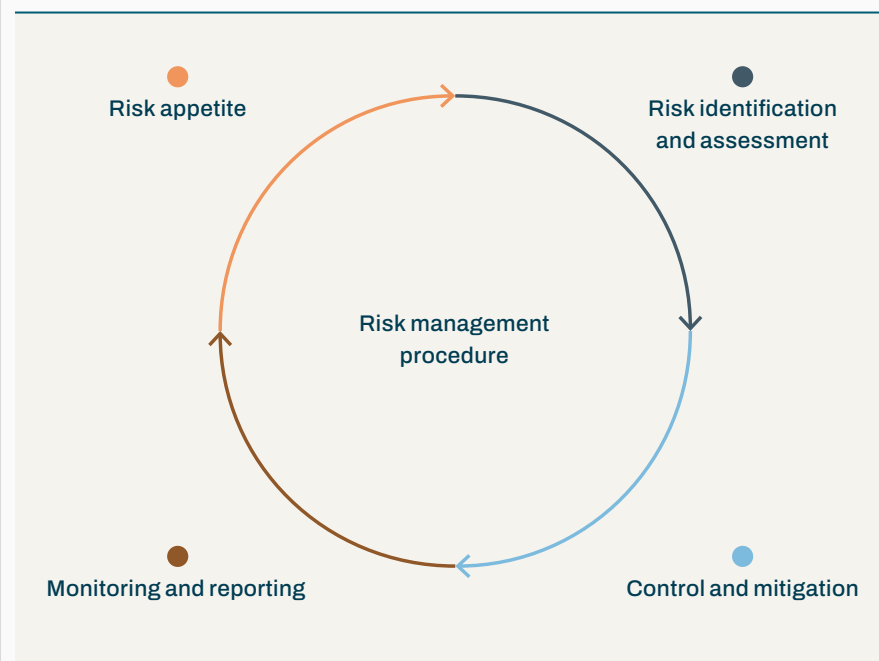 Risk appetite
Risk identification
and assessment
Risk management
procedure
Monitoring and reporting
Control and mitigation